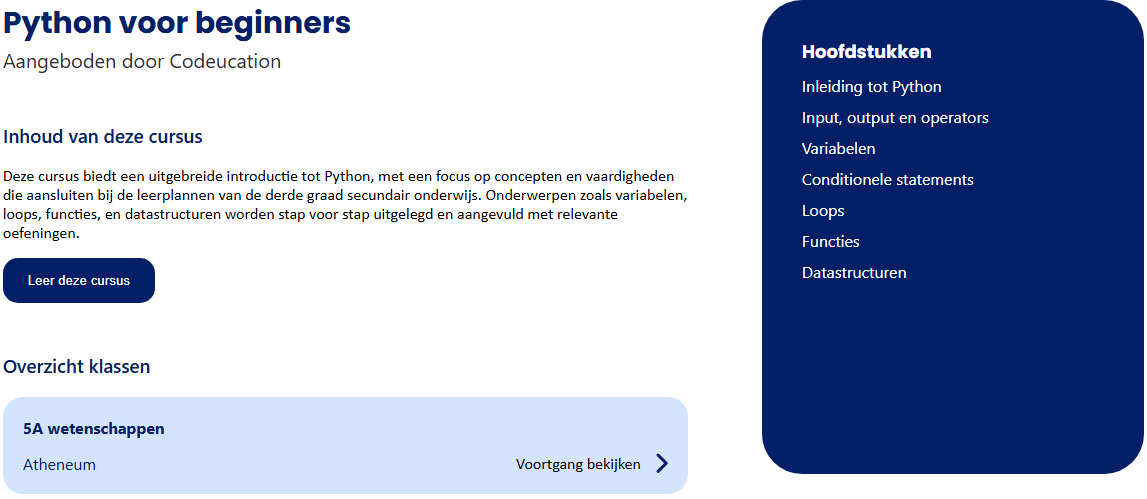 Python voor beginners
Aangeboden door Codeucation
Inhoud van deze cursus
Deze cursus biedt een uitgebreide introductie tot Python, met een focus op concepten en vaardigheden
die aansluiten bij de leerplannen van de derde graad secundair onderwijs. Onderwerpen zoals variabelen,
loops, functies, en datastructuren worden stap voor stap uitgelegd en aangevuld met relevante
oefeningen.
Leer deze cursus
Overzicht klassen
5A wetenschappen
Atheneum
Voortgang bekijken
Hoofdstukken
Inleiding tot Python
Input, output en operators
Variabelen
Conditionele statements
Loops
Functies
Datastructuren